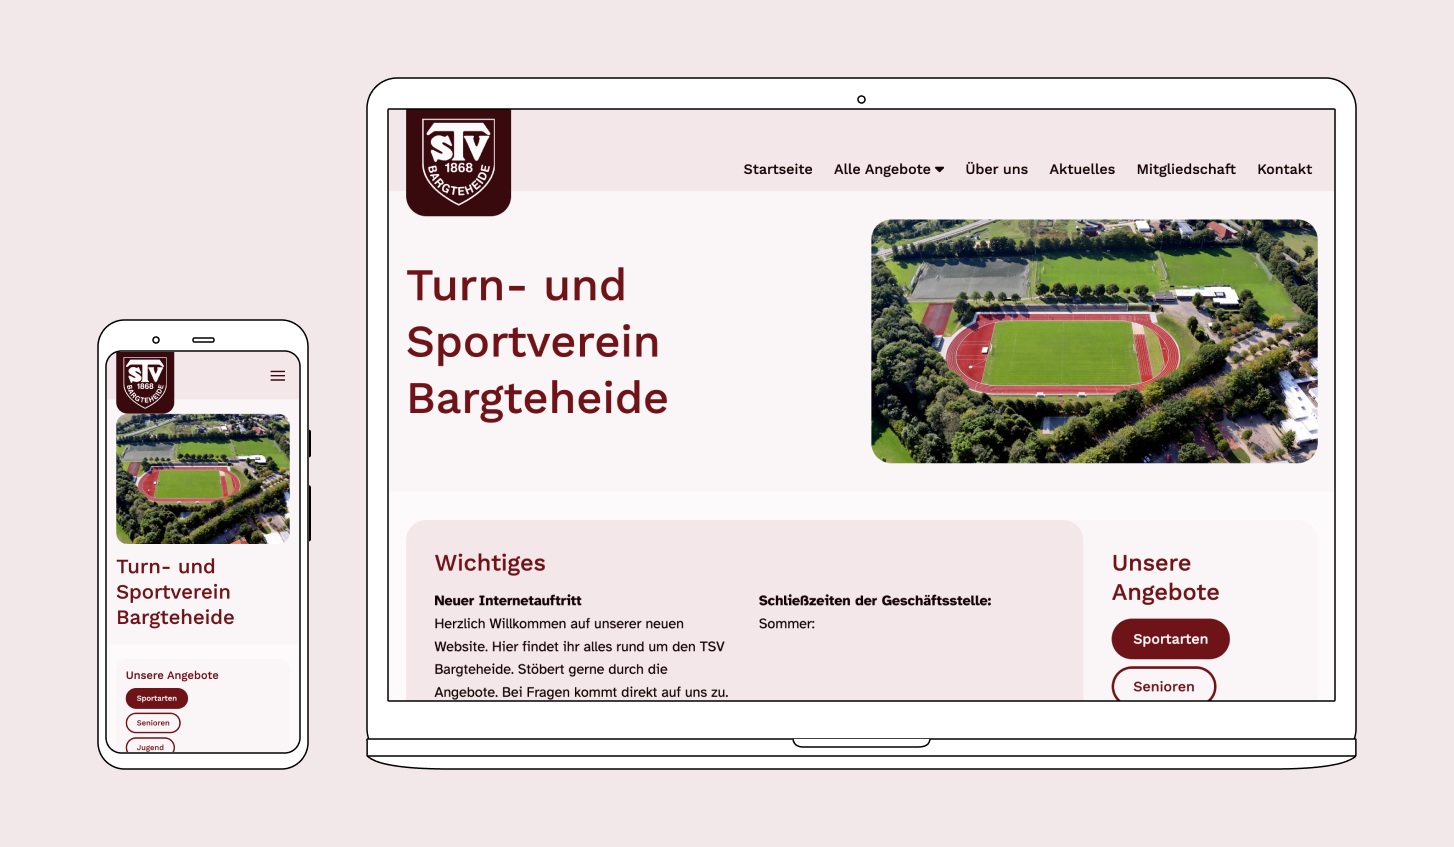 STV
1868
BARGTEHEIDE
Turn- und
Sportverein
Bargteheide
Unsere Angebote
Sportarten
Senioren
Jugend
STV
1868
BARGTEHEIDE
Startseite Alle Angebote Über uns Aktuelles Mitgliedschaft Kontakt
Turn- und
Sportverein
Bargteheide
Wichtiges
Neuer Internetauftritt
Herzlich Willkommen auf unserer neuen
Website. Hier findet ihr alles rund um den TSV
Bargteheide. Stöbert gerne durch die
Angebote. Bei Fragen kommt direkt auf uns zu.
Schließzeiten der Geschäftsstelle:
Sommer:
Unsere
Angebote
Sportarten
Senioren